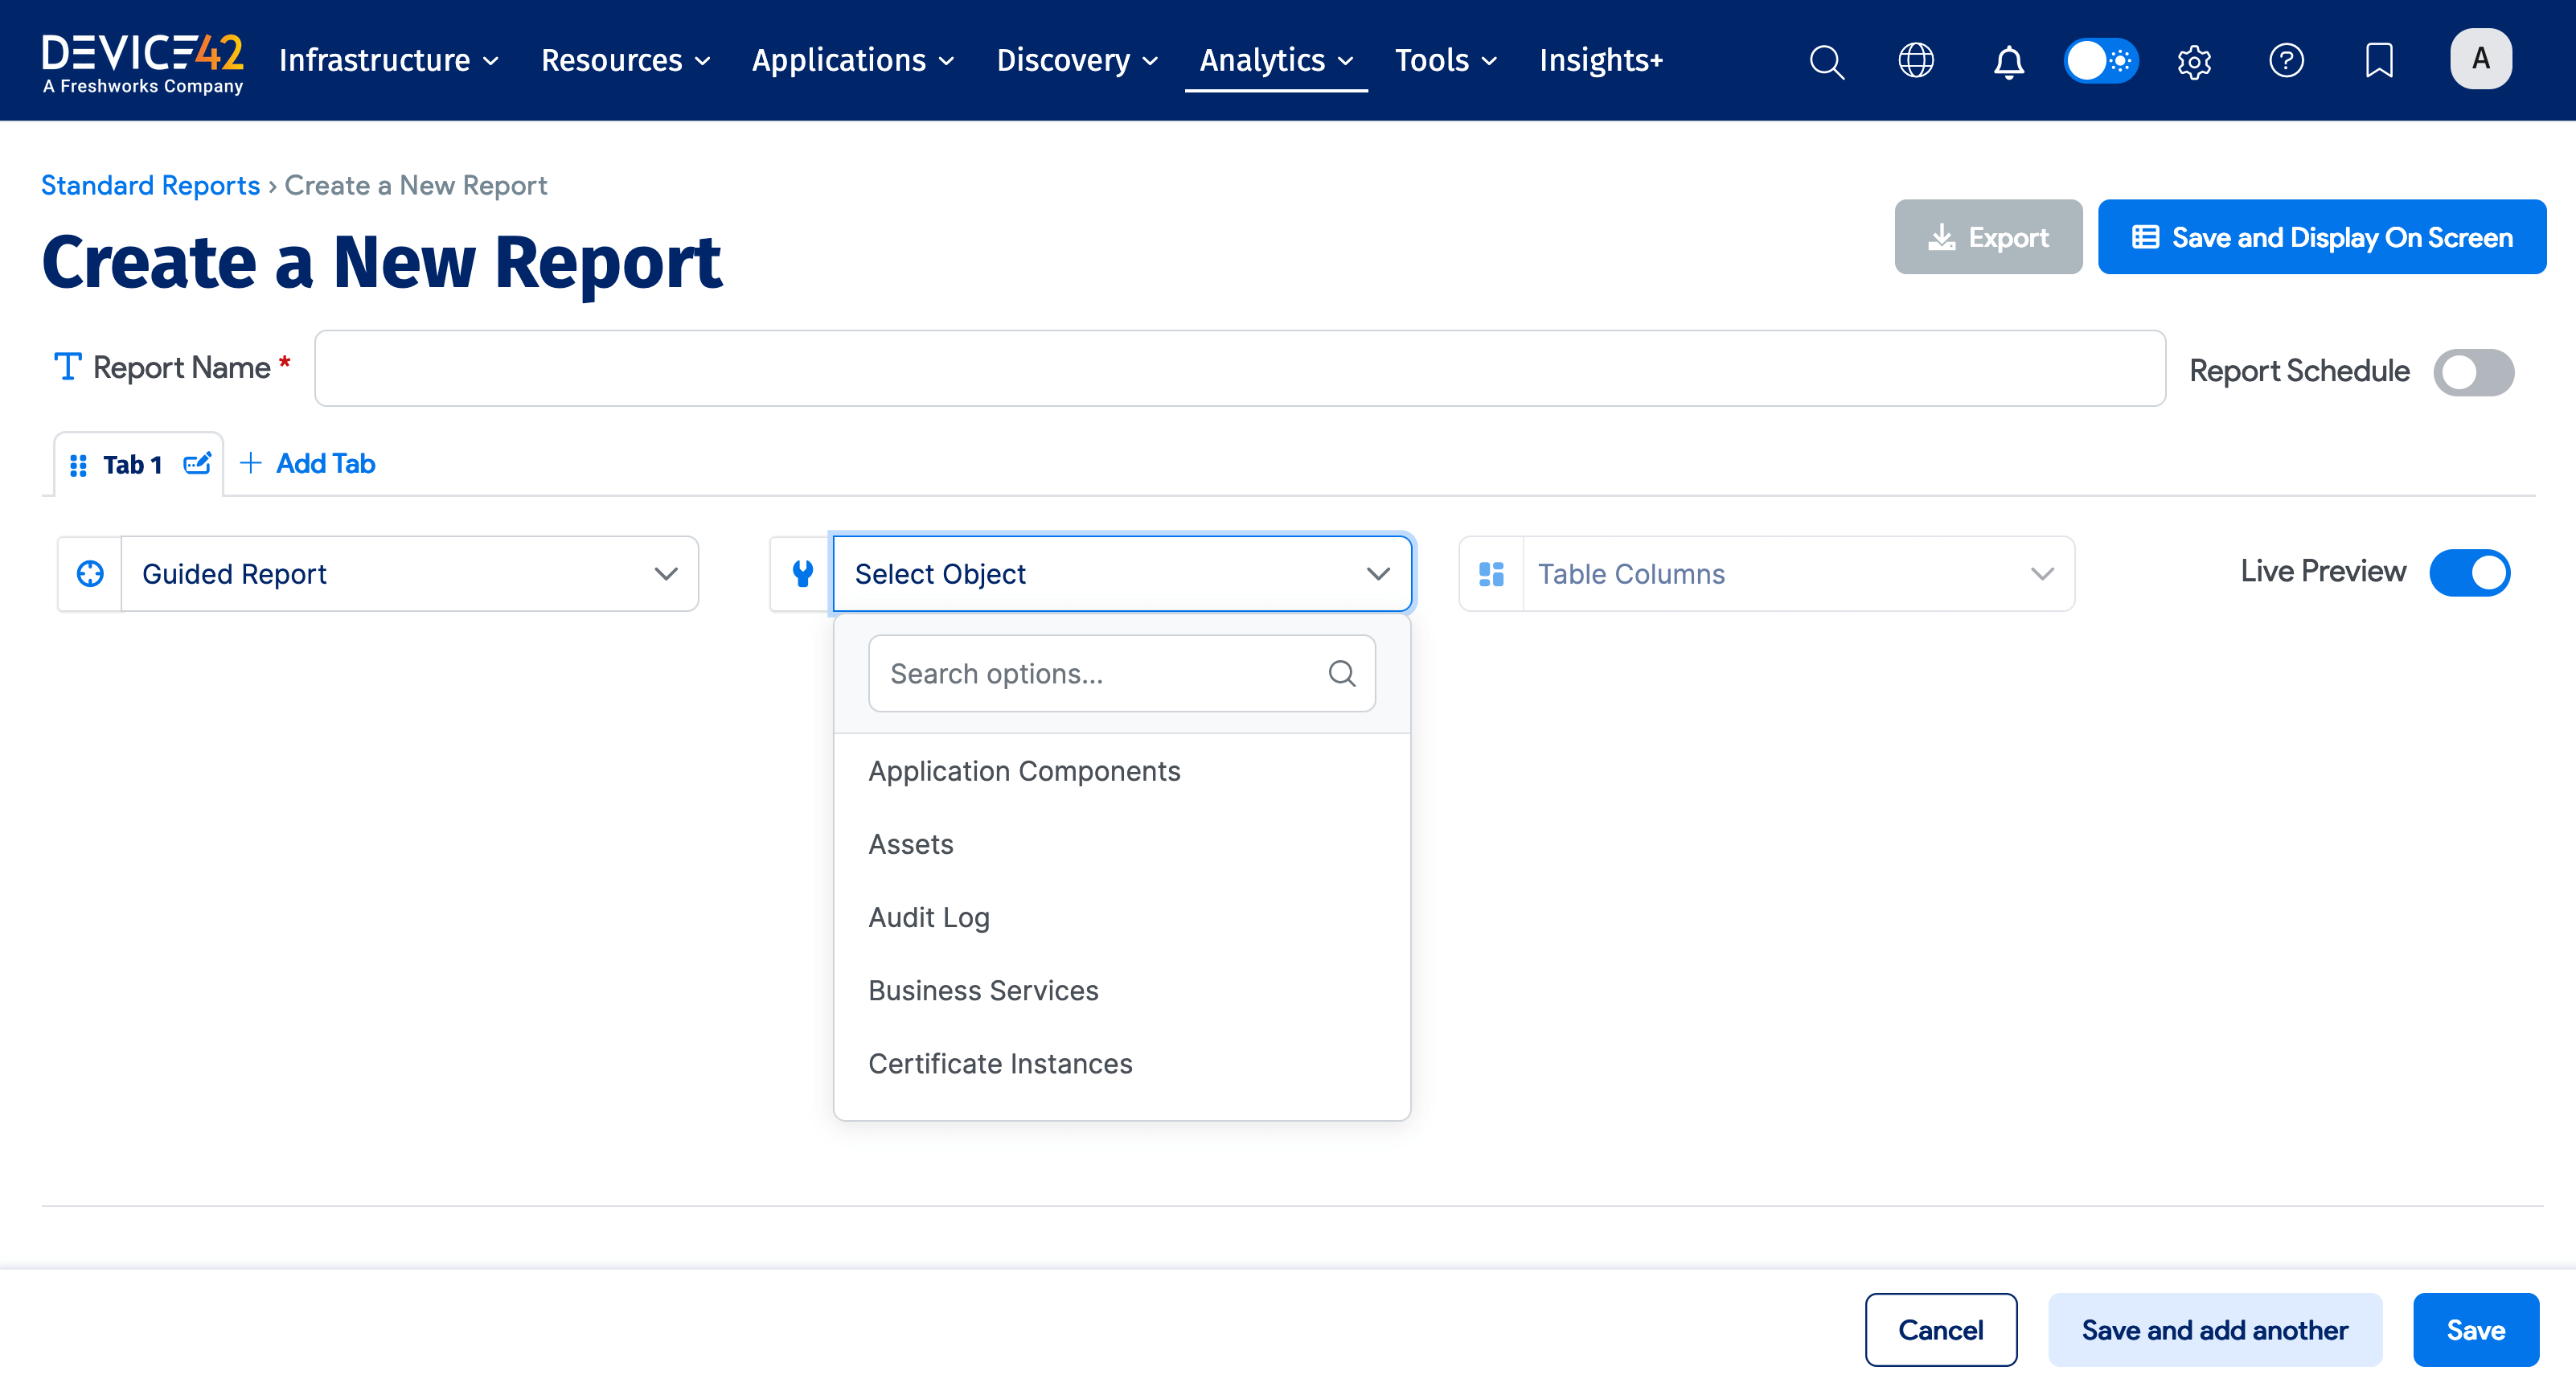 DEVICE42
A Freshworks Company
Infrastructure
Resources
Applications
Discovery
Analytics
Tools
Insights+
A
Standard Reports › Create a New Report
Create a New Report
Export
Save and Display On Screen
Report Name *
Report Schedule
Tab 1
+ Add Tab
Guided Report
Select Object
Table Columns
Live Preview
Search options...
Application Components
Assets
Audit Log
Business Services
Certificate Instances
Cancel
Save and add another
Save